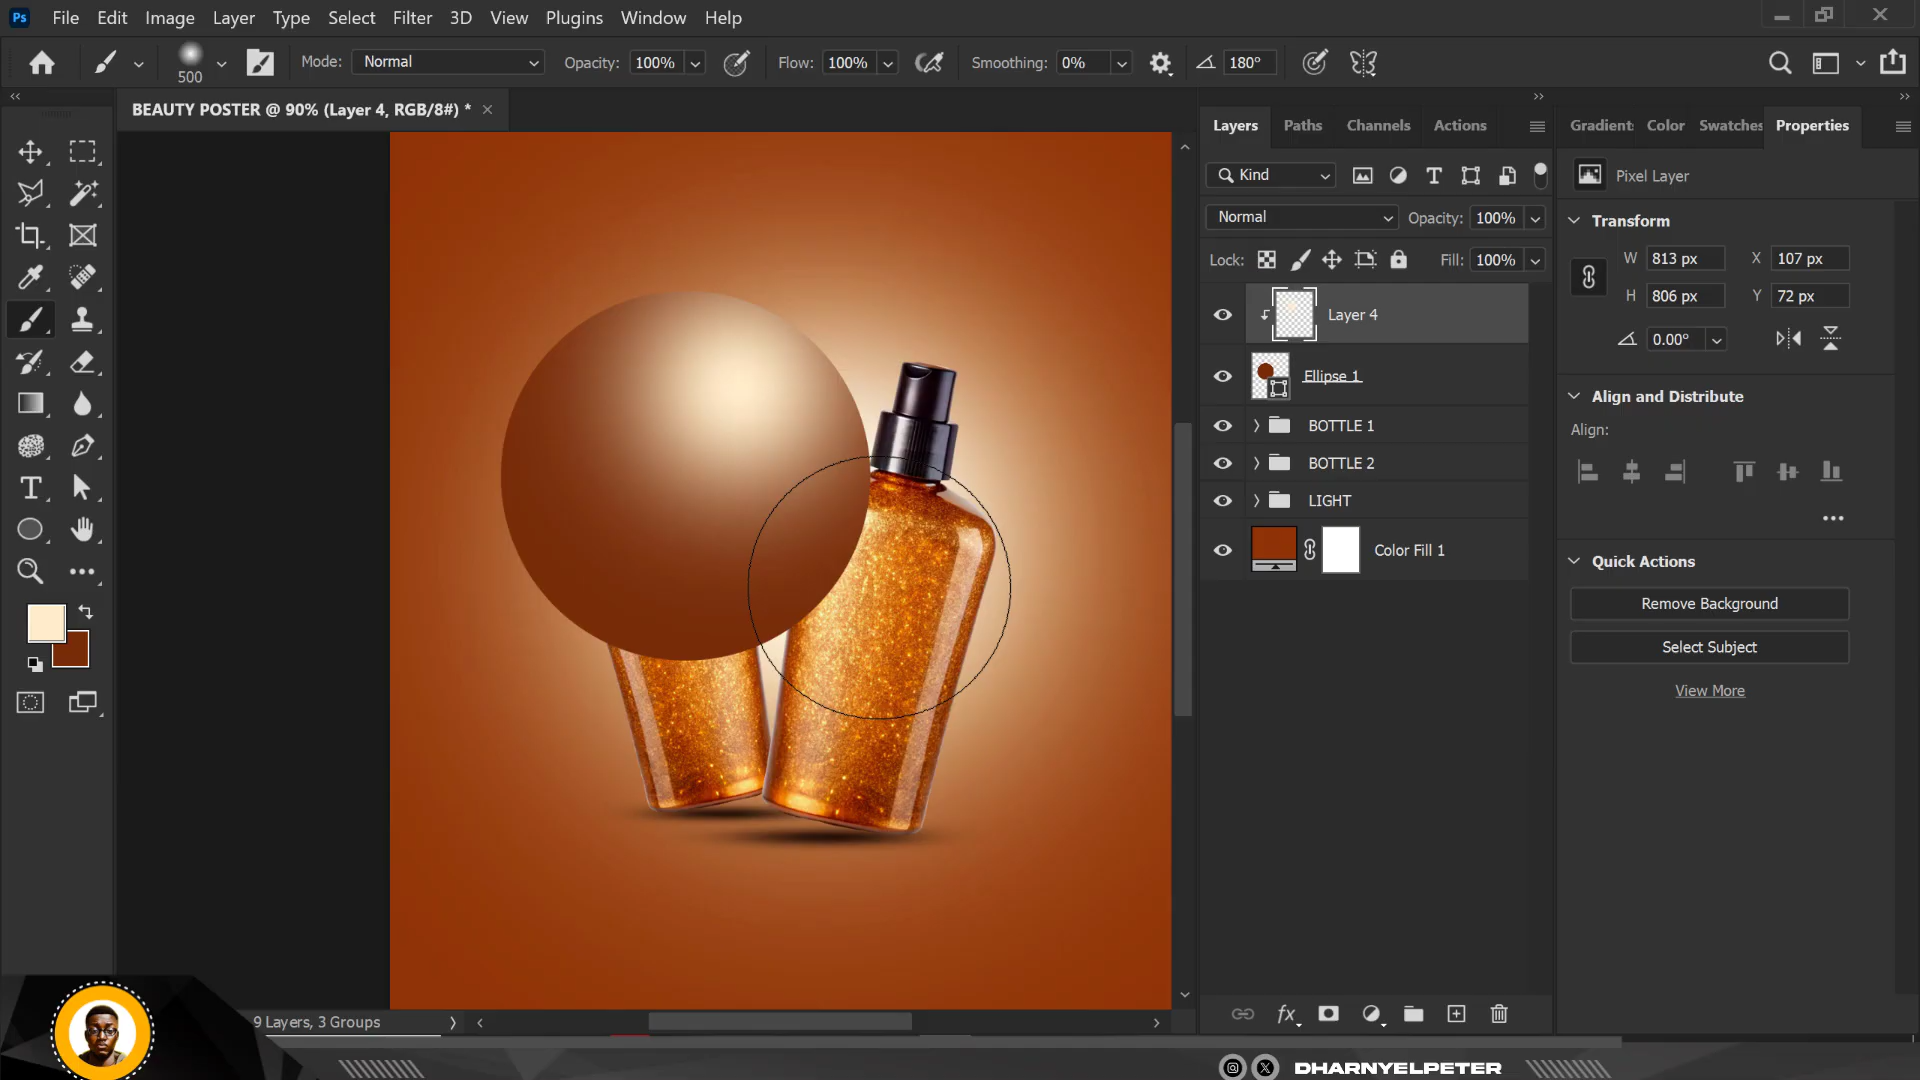 Ps File Edit Image Layer Type Select Filter 3D View Plugins Window Help
500 Mode: Normal Opacity: 100% Flow: 100% Smoothing: 0% 180°
BEAUTY POSTER @ 90% (Layer 4, RGB/8#) *
Layers Paths Channels Actions
Gradient Color Swatches Properties
Kind
Pixel Layer
Normal Opacity: 100%
Transform
Lock: Fill: 100%
W 813 px X 107 px
H 806 px Y 72 px
0.00°
Layer 4
Ellipse 1
BOTTLE 1
BOTTLE 2
LIGHT
Color Fill 1
Align and Distribute
Align:
Quick Actions
Remove Background
Select Subject
View More
T
9 Layers, 3 Groups
fx
DHARNYELPETER